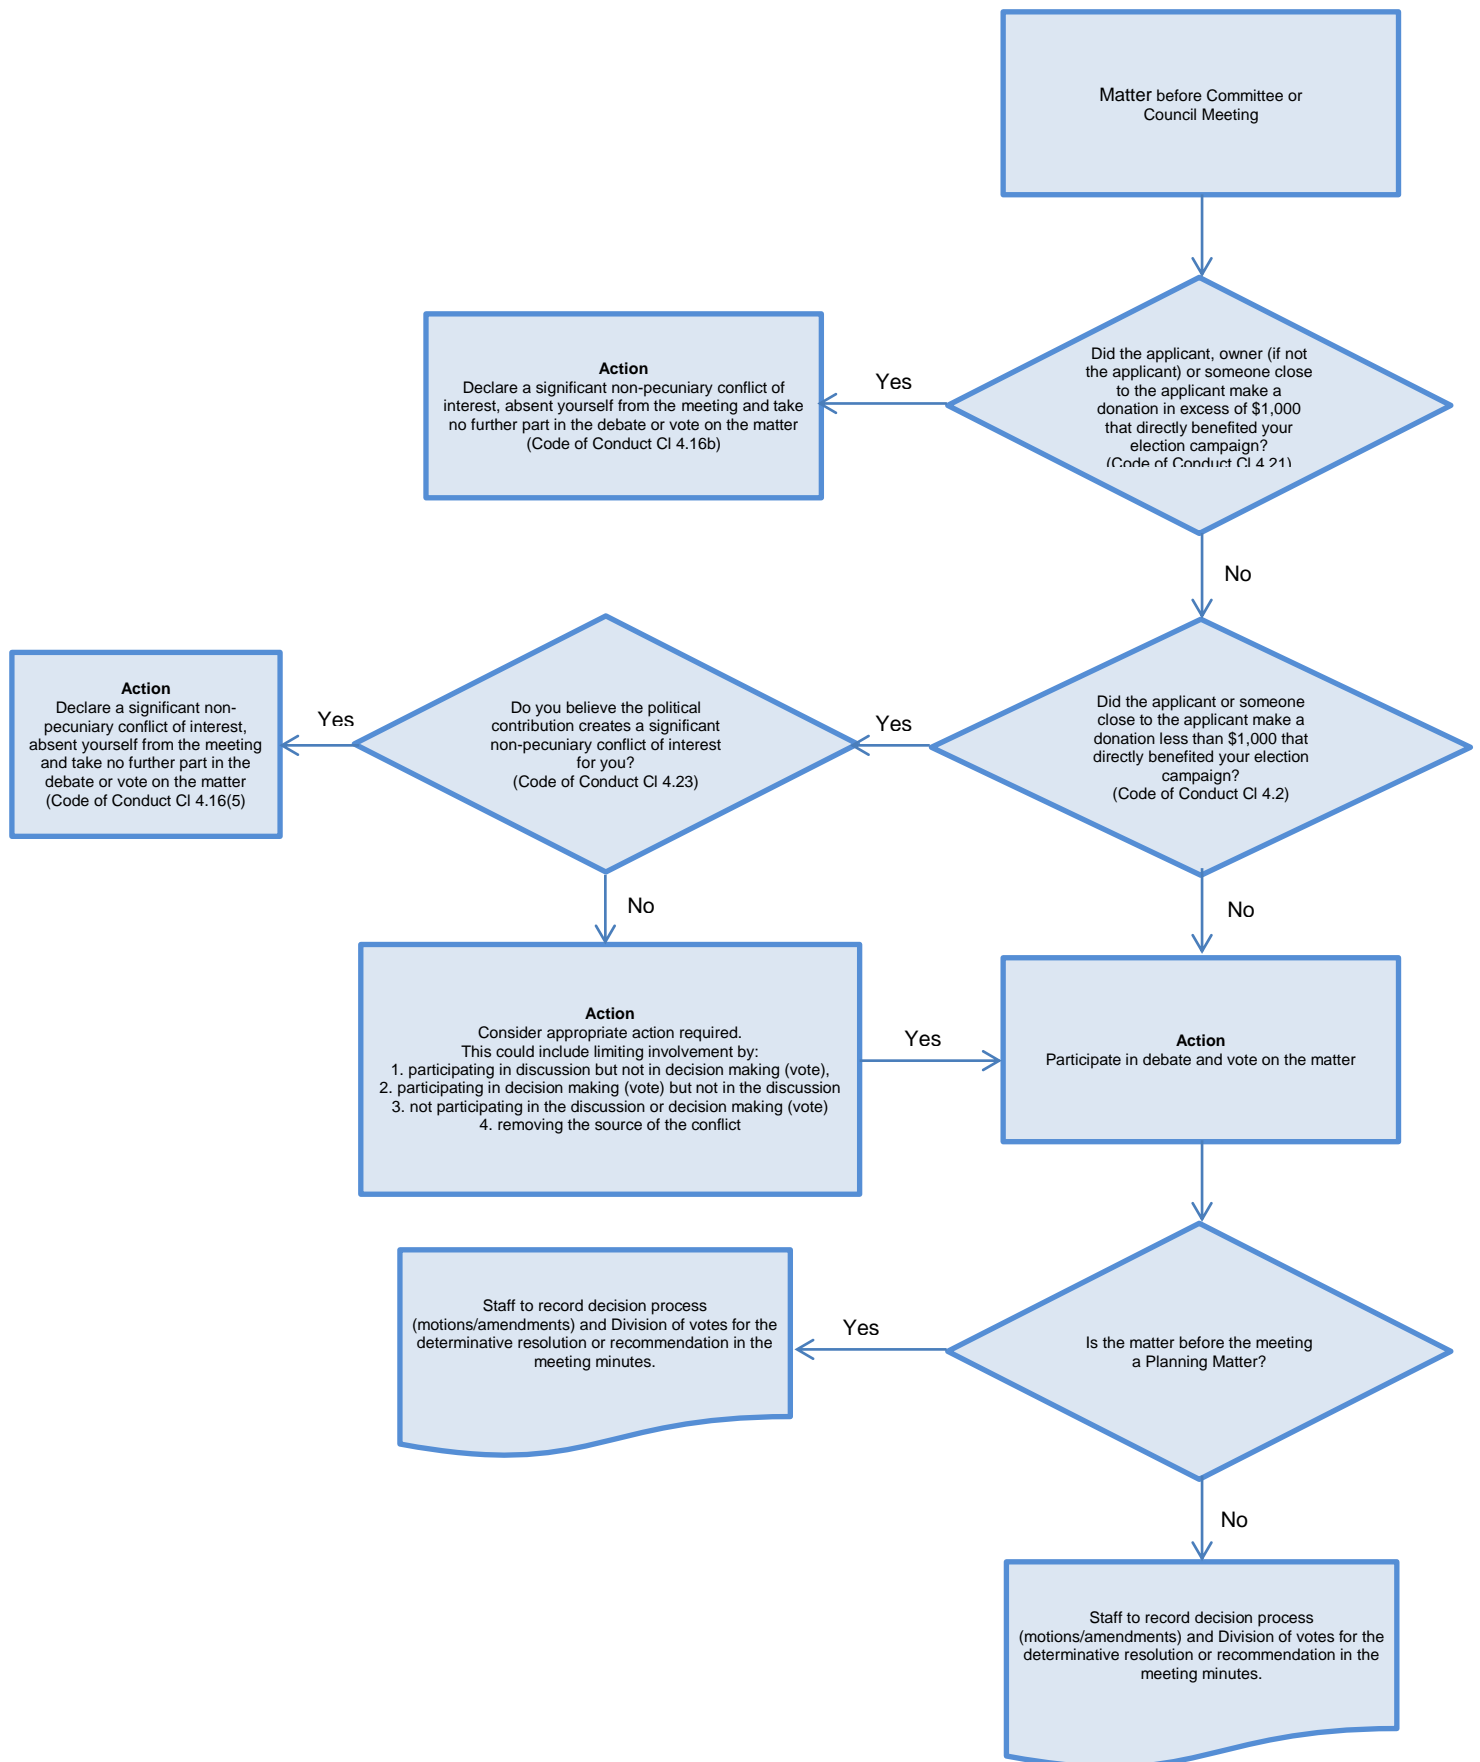 Matter before Committee or
Council Meeting
Did the applicant, owner (if not
the applicant) or someone close
to the applicant make a
donation in excess of $1,000
that directly benefited your
election campaign?
(Code of Conduct Cl 4.21)
Yes
Action
Declare a significant non-pecuniary conflict of
interest, absent yourself from the meeting and take
no further part in the debate or vote on the matter
(Code of Conduct Cl 4.16b)
No
Did the applicant or someone
close to the applicant make a
donation less than $1,000 that
directly benefited your election
campaign?
(Code of Conduct Cl 4.2)
Yes
Do you believe the political
contribution creates a significant
non-pecuniary conflict of interest
for you?
(Code of Conduct Cl 4.23)
Yes
Action
Declare a significant non-
pecuniary conflict of interest,
absent yourself from the meeting
and take no further part in the
debate or vote on the matter
(Code of Conduct Cl 4.16(5)
No
No
Action
Consider appropriate action required.
This could include limiting involvement by:
1. participating in discussion but not in decision making (vote),
2. participating in decision making (vote) but not in the discussion
3. not participating in the discussion or decision making (vote)
4. removing the source of the conflict
Yes
Action
Participate in debate and vote on the matter
Is the matter before the meeting
a Planning Matter?
Yes
Staff to record decision process
(motions/amendments) and Division of votes for the
determinative resolution or recommendation in the
meeting minutes.
No
Staff to record decision process
(motions/amendments) and Division of votes for the
determinative resolution or recommendation in the
meeting minutes.